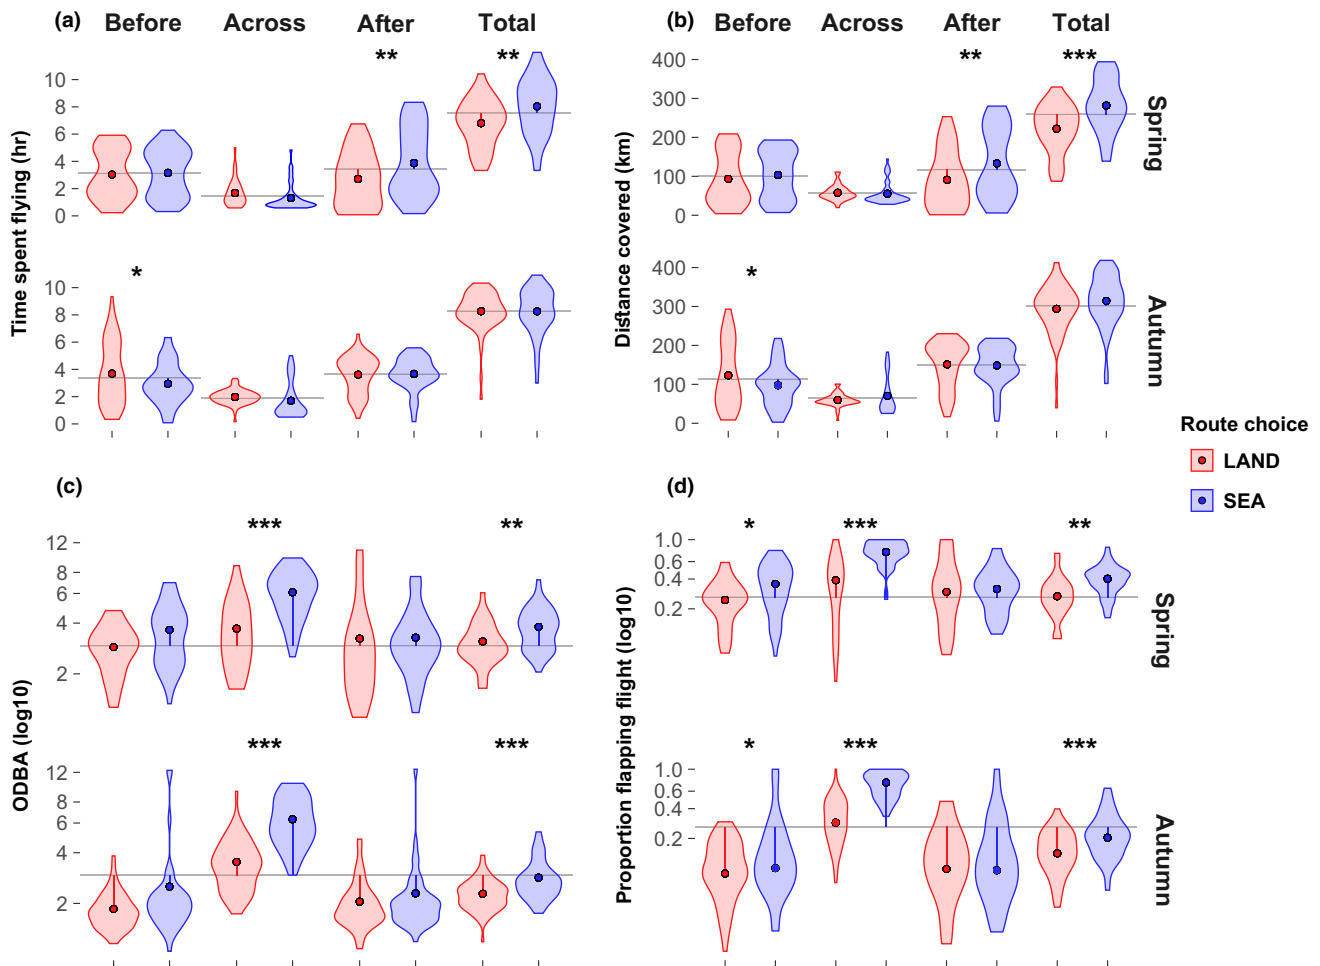 (a) Before Across After Total
** **
Time spent flying (hr)
10
8
6
4
2
0
*
10
8
6
4
2
0
(b) Before Across After Total
** ***
Distance covered (km)
400
300
200
100
0
Spring
*
400
300
200
100
0
Autumn
Route choice
LAND
SEA
(c)
*** **
ODBA (log10)
12
8
6
4
2
*** ***
12
8
6
4
2
(d)
* *** **
Proportion flapping flight (log10)
1.0
0.6
0.4
0.2
Spring
* *** ***
1.0
0.6
0.4
0.2
Autumn